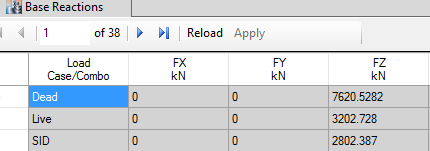 Base Reactions
1 of 38 Reload Apply
Load Case/Combo FX kN FY kN FZ kN
Dead 0 0 7620.5282
Live 0 0 3202.728
SID 0 0 2802.387